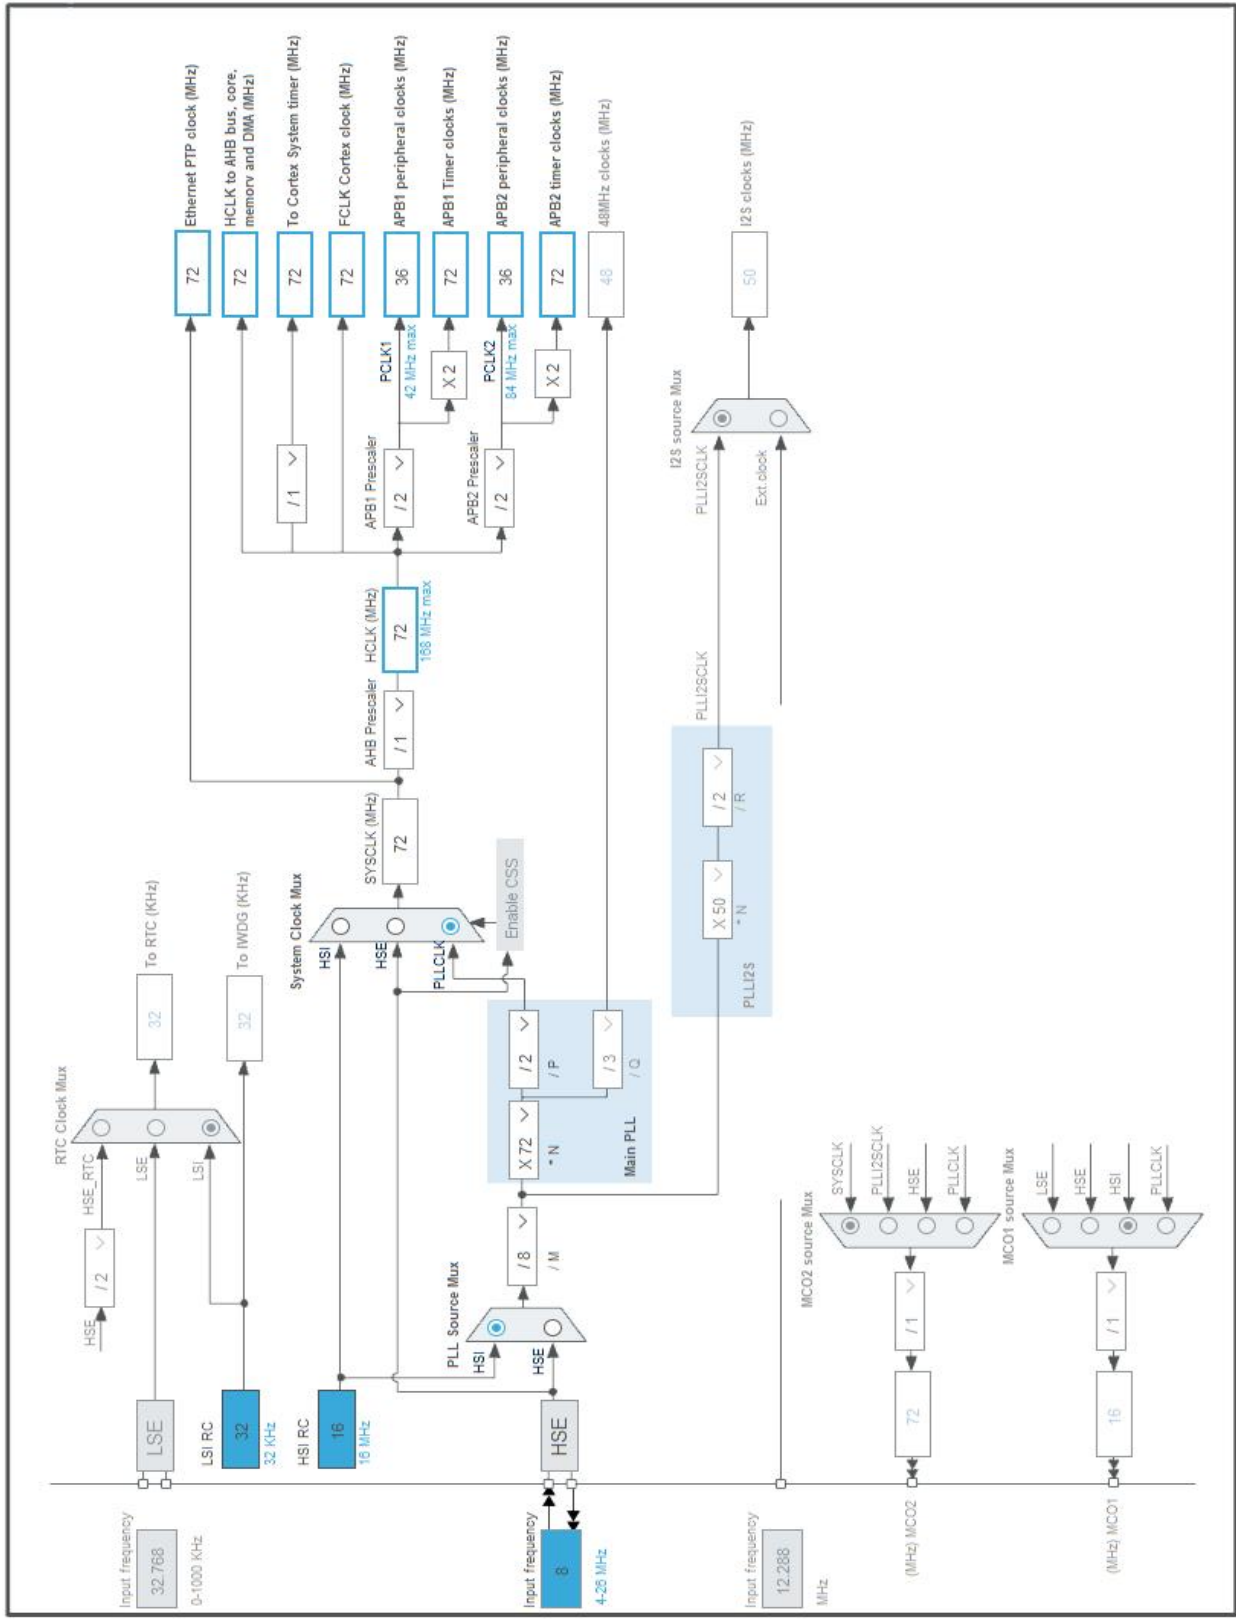 Input frequency
32.768
0-1000 KHz
LSE
HSE
/ 2
HSE_RTC
LSE
LSI
RTC Clock Mux
32
To RTC (KHz)
LSI RC
32
32 KHz
32
To IWDG (KHz)
HSI RC
16
16 MHz
System Clock Mux
HSI
HSE
PLLCLK
Enable CSS
SYSCLK (MHz)
72
AHB Prescaler
/ 1
HCLK (MHz)
72
168 MHz max
72
Ethernet PTP clock (MHz)
72
HCLK to AHB bus, core,
memory and DMA (MHz)
/ 1
72
To Cortex System timer (MHz)
72
FCLK Cortex clock (MHz)
APB1 Prescaler
/ 2
PCLK1
42 MHz max
36
APB1 peripheral clocks (MHz)
X 2
72
APB1 Timer clocks (MHz)
APB2 Prescaler
/ 2
PCLK2
84 MHz max
36
APB2 peripheral clocks (MHz)
X 2
72
APB2 timer clocks (MHz)
48
48MHz clocks (MHz)
Input frequency
8
4-26 MHz
HSE
PLL Source Mux
HSI
HSE
/ 8
/ M
X 72
* N
/ 2
/ P
/ 3
/ Q
Main PLL
PLLI2S
X 50
* N
/ 2
/ R
PLLI2SCLK
PLLI2SCLK
Ext.clock
I2S source Mux
50
I2S clocks (MHz)
Input frequency
12.288
MHz
MCO2 source Mux
SYSCLK
PLLI2SCLK
HSE
PLLCLK
/ 1
72
(MHz) MCO2
MCO1 source Mux
LSE
HSE
HSI
PLLCLK
/ 1
16
(MHz) MCO1